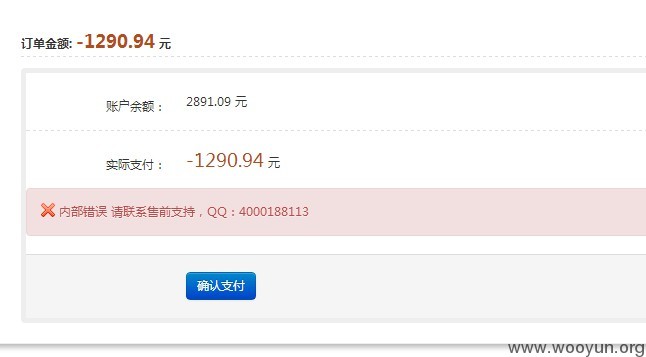 订单金额: -1290.94 元
账户余额： 2891.09 元
实际支付： -1290.94 元
内部错误 请联系售前支持，QQ：4000188113
确认支付
www.wooyun.org